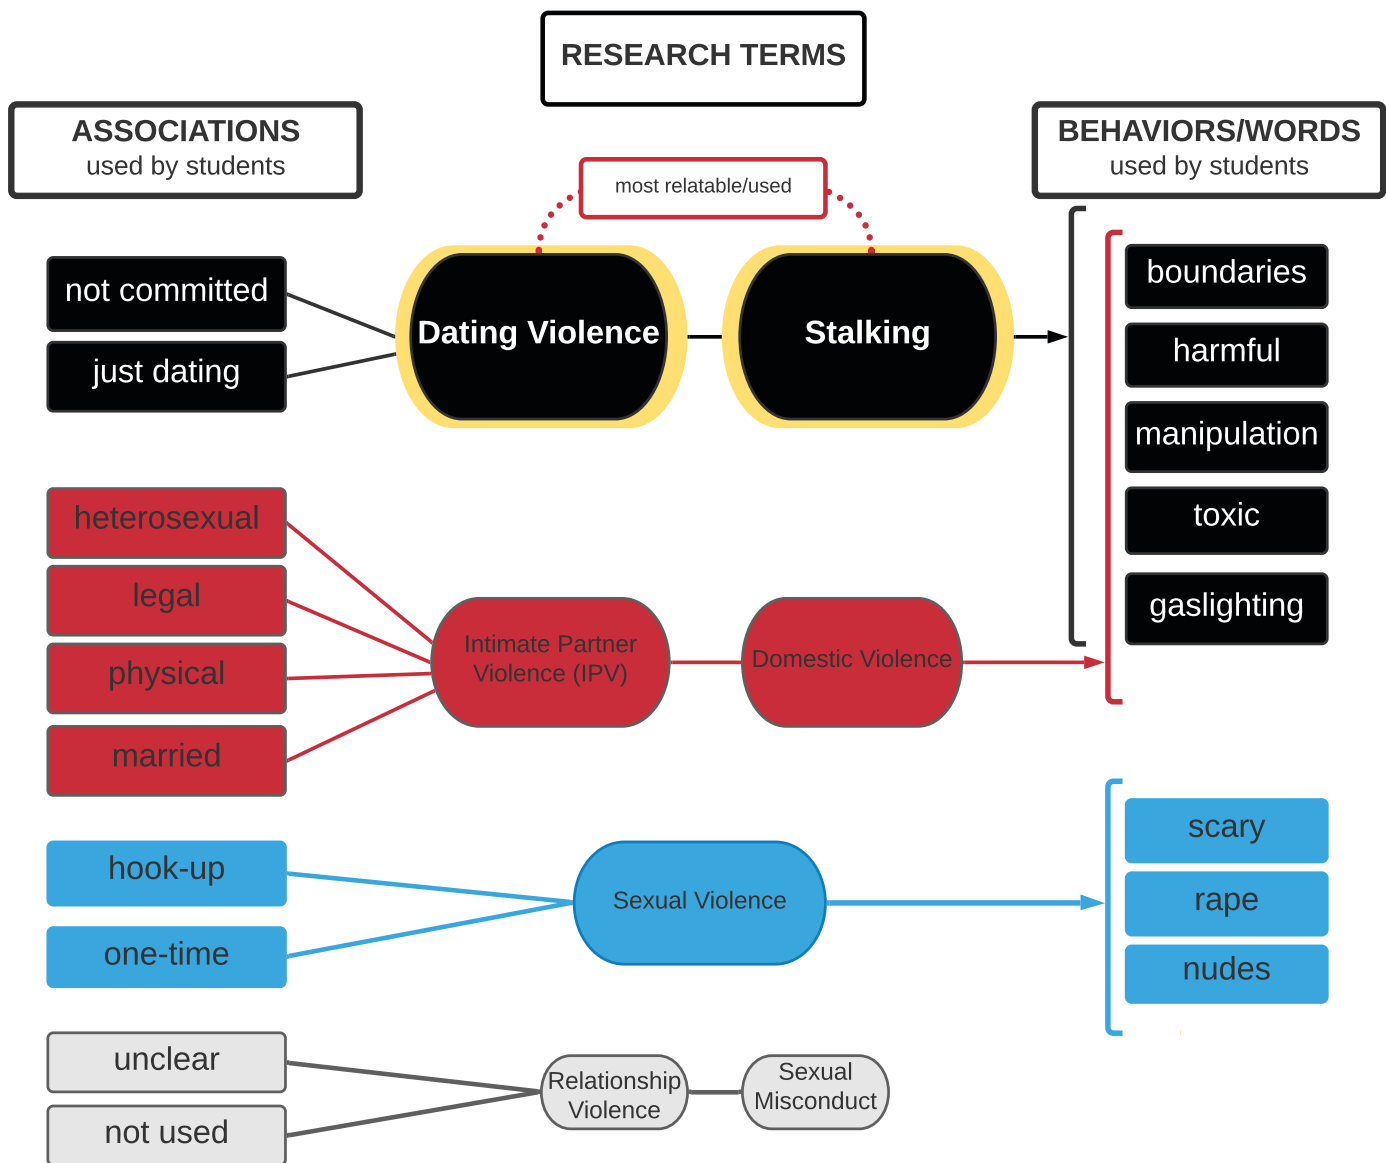 RESEARCH TERMS
ASSOCIATIONS
used by students
BEHAVIORS/WORDS
used by students
most relatable/used
not committed
just dating
Dating Violence
Stalking
boundaries
harmful
manipulation
toxic
gaslighting
heterosexual
legal
physical
married
Intimate Partner
Violence (IPV)
Domestic Violence
hook-up
one-time
Sexual Violence
scary
rape
nudes
unclear
not used
Relationship
Violence
Sexual
Misconduct